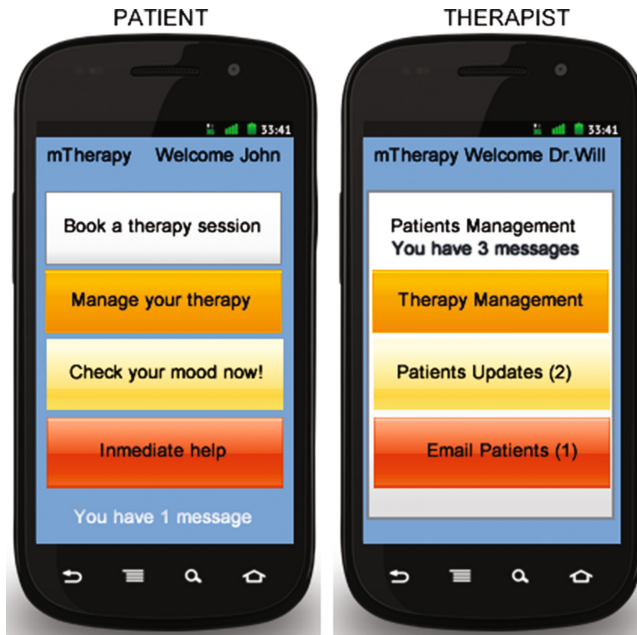 PATIENT
33:41
mTherapy Welcome John
Book a therapy session
Manage your therapy
Check your mood now!
Inmediate help
You have 1 message
THERAPIST
33:41
mTherapy Welcome Dr.Will
Patients Management
You have 3 messages
Therapy Management
Patients Updates (2)
Email Patients (1)